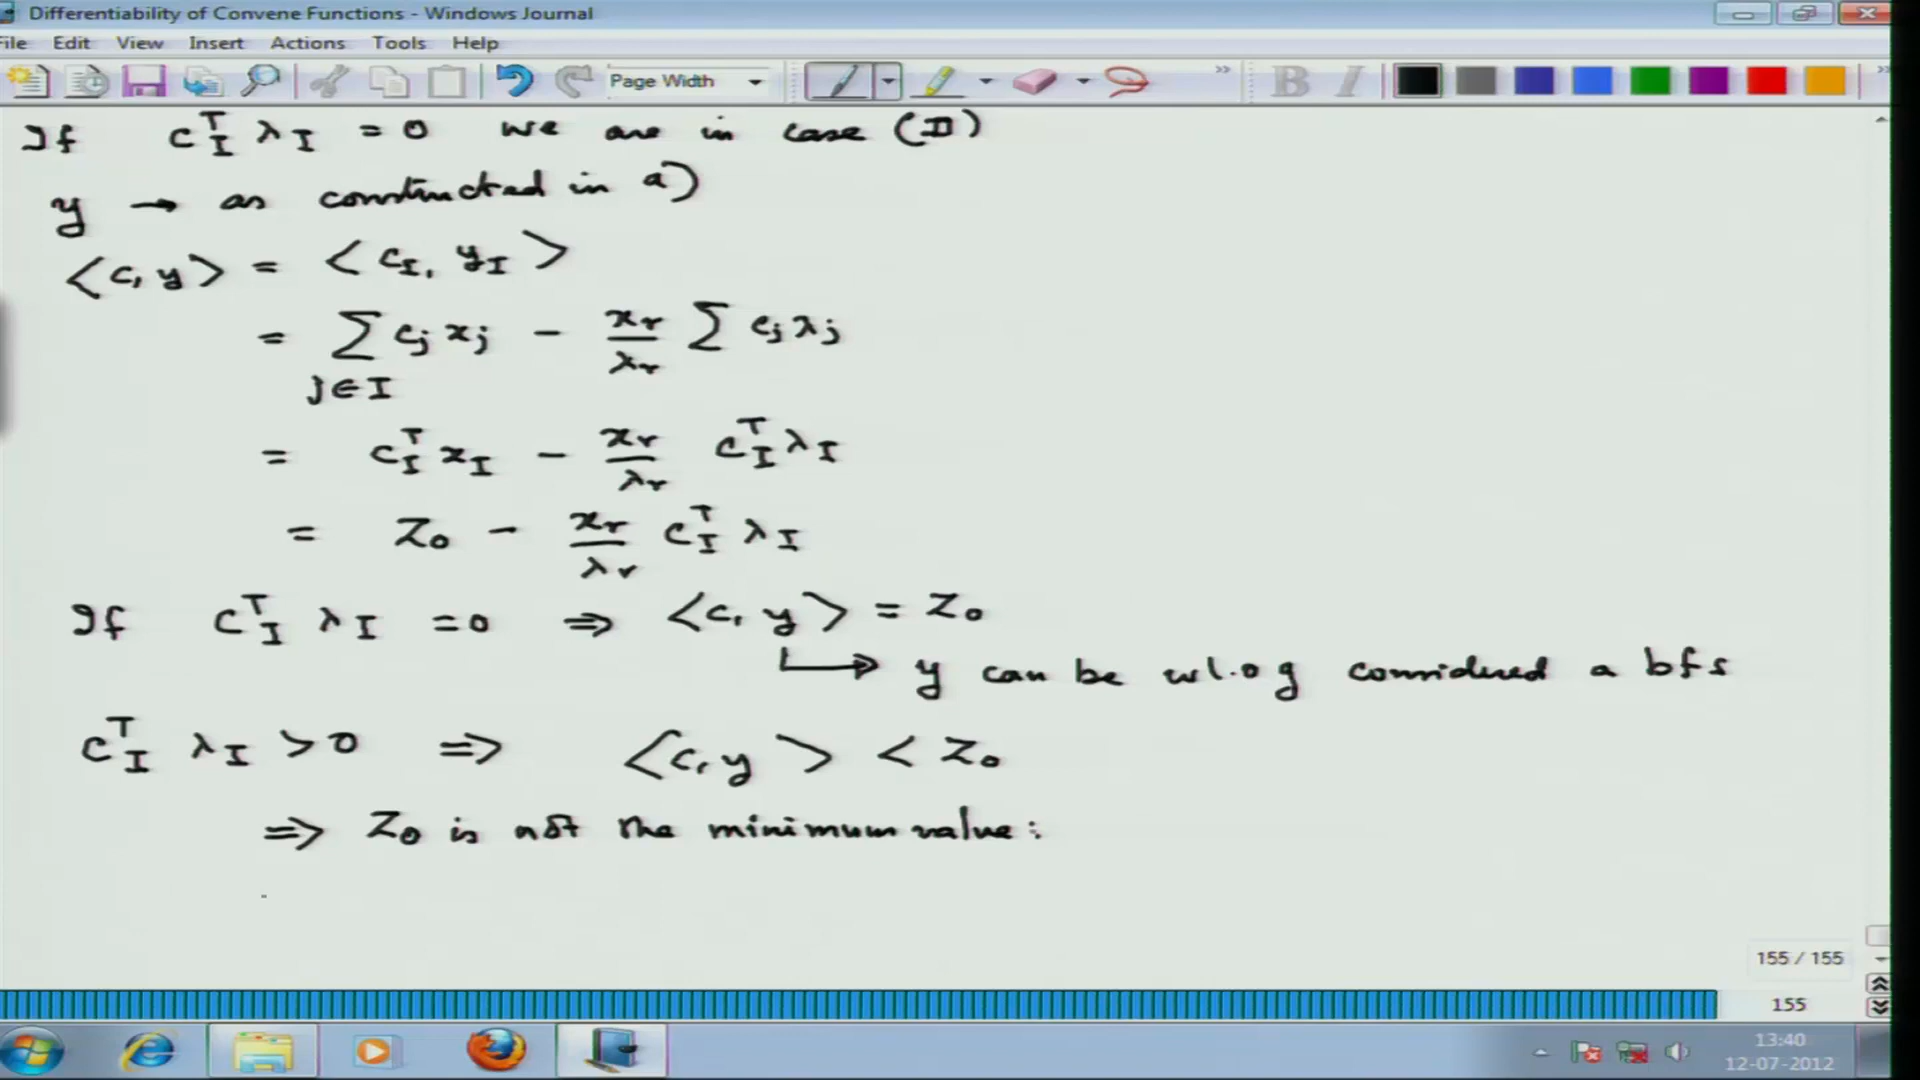 Differentiability of Convene Functions - Windows Journal
File Edit View Insert Actions Tools Help
Page Width B I
If c_I^T λ_I = 0 we are in case (II)
y → as constructed in a)
<c, y> = <c_I, y_I>
= ∑_{j∈I} c_j x_j - x_r/λ_r ∑ c_j λ_j
= c_I^T x_I - x_r/λ_r c_I^T λ_I
= Z_0 - x_r/λ_r c_I^T λ_I
If c_I^T λ_I = 0 ⇒ <c, y> = Z_0
↳ y can be w.l.o.g considered a bfs
c_I^T λ_I > 0 ⇒ <c, y> < Z_0
⇒ Z_0 is not the minimum value:
155 / 155
155
13:40
12-07-2012